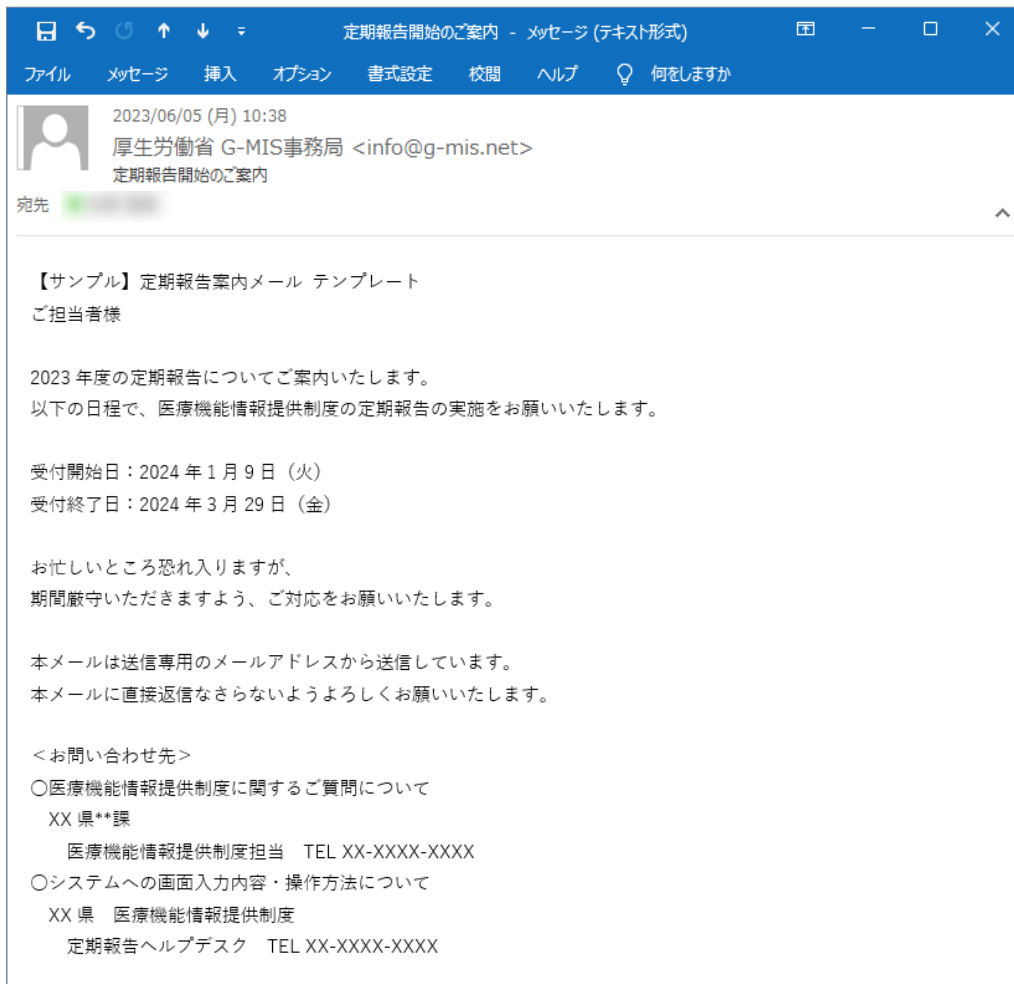 定期報告開始のご案内 - メッセージ (テキスト形式)
ファイル メッセージ 挿入 オプション 書式設定 校閲 ヘルプ 何をしますか
2023/06/05 (月) 10:38
厚生労働省 G-MIS事務局 <info@g-mis.net>
定期報告開始のご案内
宛先
【サンプル】定期報告案内メール テンプレート
ご担当者様
2023 年度の定期報告についてご案内いたします。
以下の日程で、医療機能情報提供制度の定期報告の実施をお願いいたします。
受付開始日：2024 年 1 月 9 日（火）
受付終了日：2024 年 3 月 29 日（金）
お忙しいところ恐れ入りますが、
期間厳守いただきますよう、ご対応をお願いいたします。
本メールは送信専用のメールアドレスから送信しています。
本メールに直接返信なさらないようよろしくお願いいたします。
＜お問い合わせ先＞
〇医療機能情報提供制度に関するご質問について
XX 県**課
医療機能情報提供制度担当　TEL XX-XXXX-XXXX
〇システムへの画面入力内容・操作方法について
XX 県　医療機能情報提供制度
定期報告ヘルプデスク　TEL XX-XXXX-XXXX